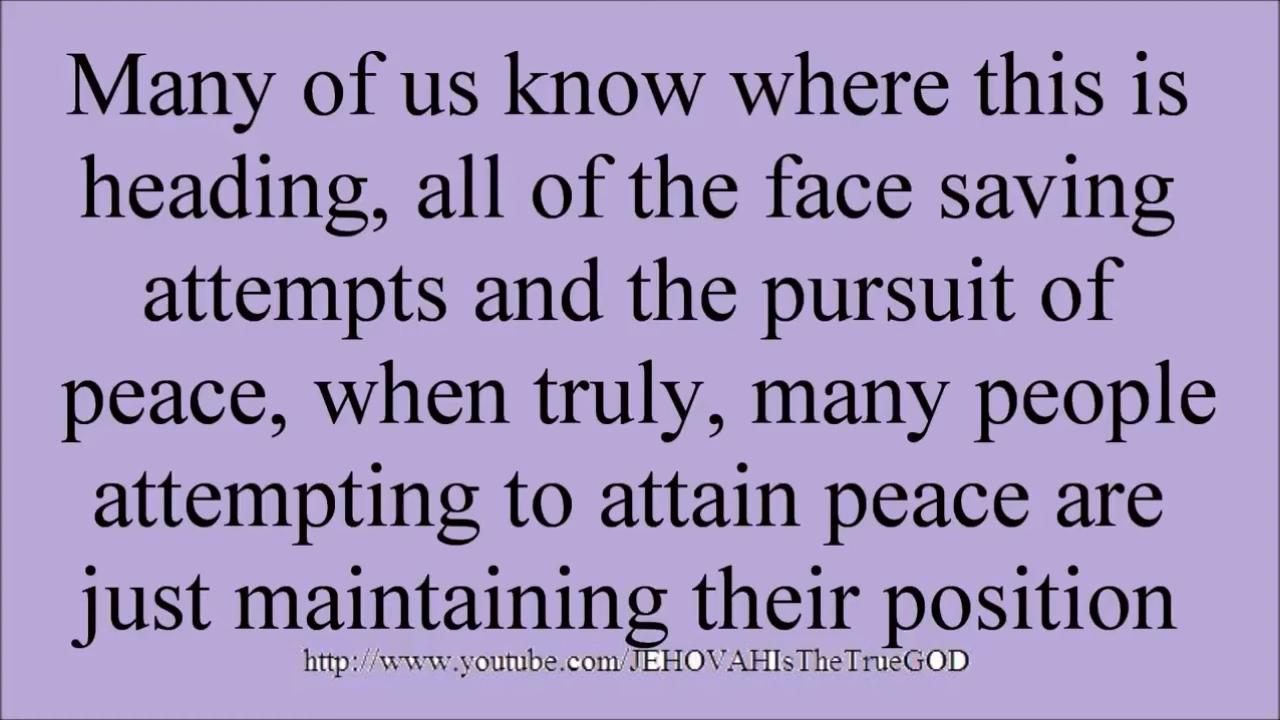 Many of us know where this is
heading, all of the face saving
attempts and the pursuit of
peace, when truly, many people
attempting to attain peace are
just maintaining their position
http://www.youtube.com/JEHOVAHIsTheTrueGOD